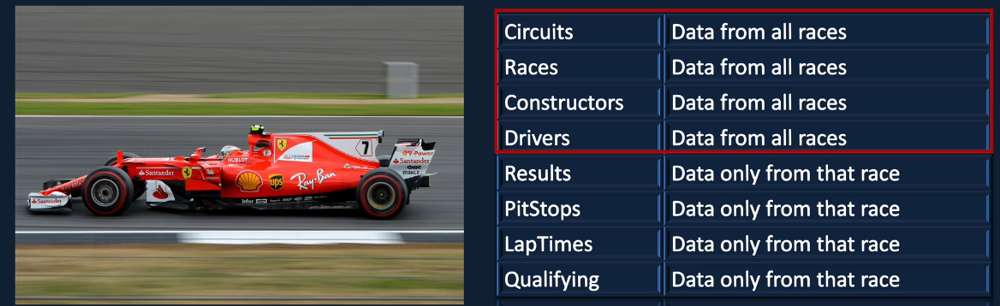 Circuits Data from all races
Races Data from all races
Constructors Data from all races
Drivers Data from all races
Results Data only from that race
PitStops Data only from that race
LapTimes Data only from that race
Qualifying Data only from that race
7
V-Power
Santander
MAHLE
HUBLOT
Santander
ups
Ray-Ban
infor
Santander